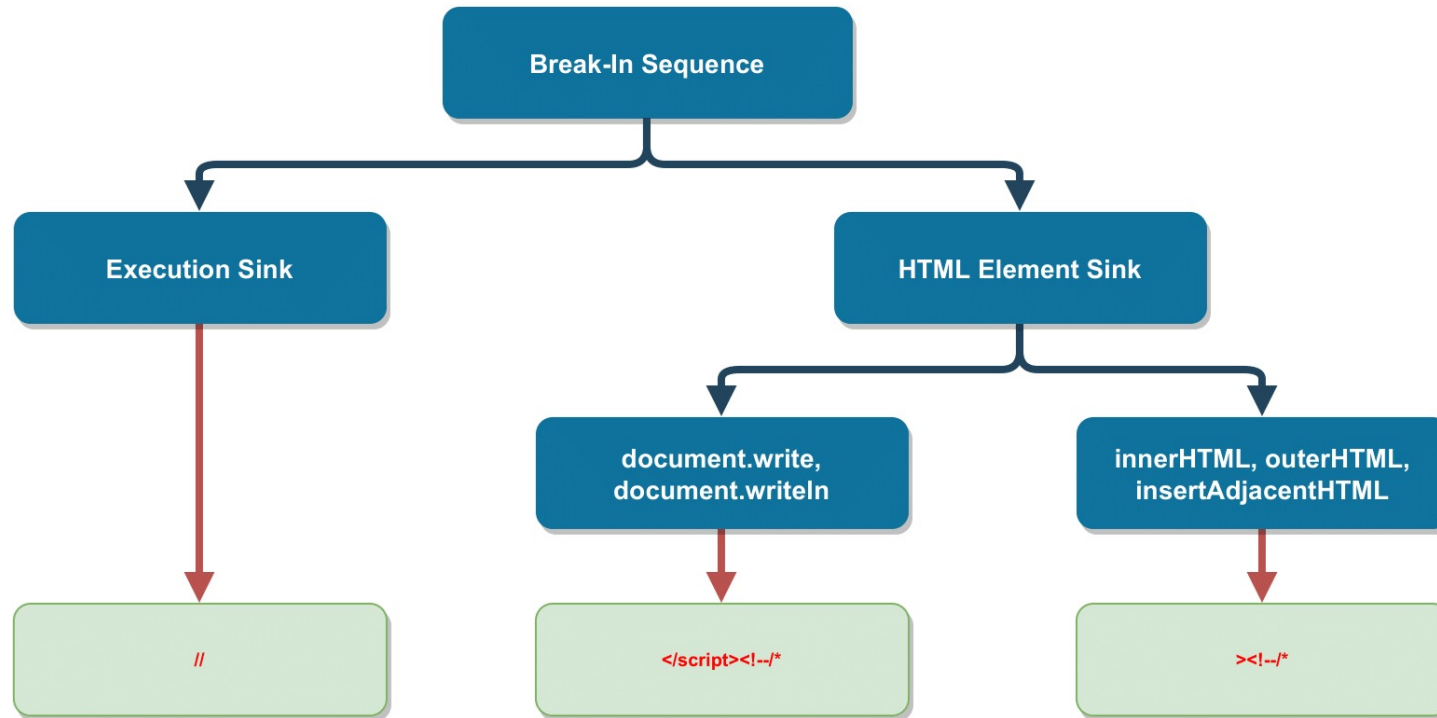 Break-In Sequence
Execution Sink
HTML Element Sink
document.write,
document.writeln
innerHTML, outerHTML,
insertAdjacentHTML
//
</script><!--/*
><!--/*